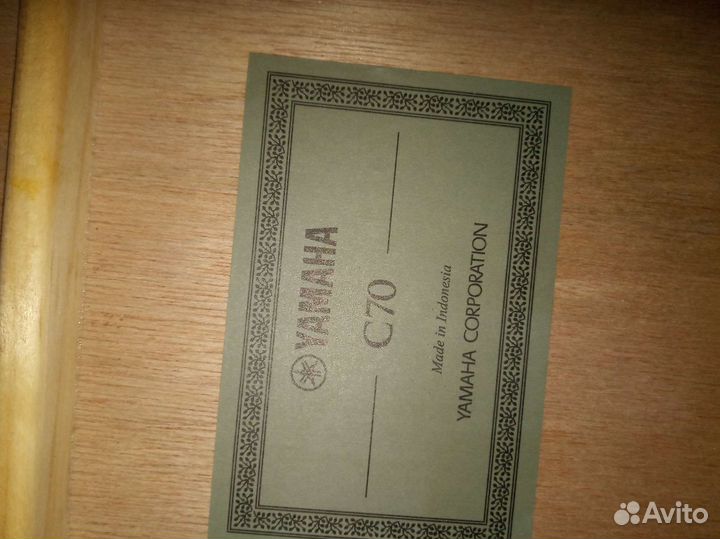 YAMAHA
C70
Made in Indonesia
YAMAHA CORPORATION
Avito